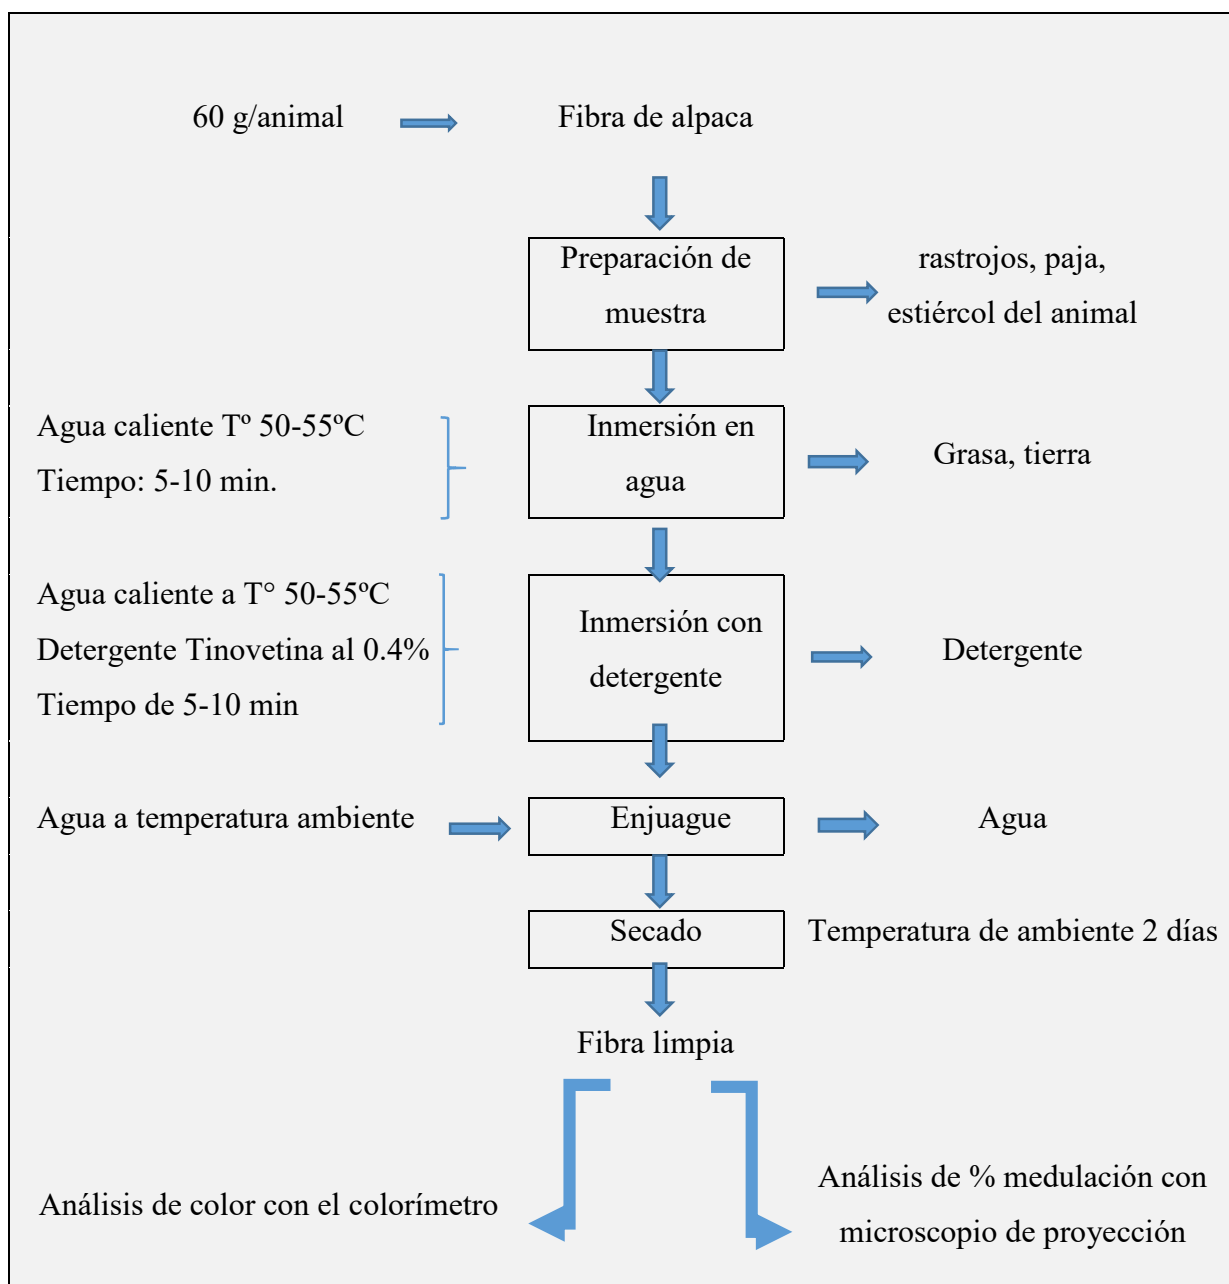 60 g/animal
Fibra de alpaca
Preparación de
muestra
rastrojos, paja,
estiércol del animal
Agua caliente Tº 50-55ºC
Tiempo: 5-10 min.
Inmersión en
agua
Grasa, tierra
Agua caliente a T° 50-55ºC
Detergente Tinovetina al 0.4%
Tiempo de 5-10 min
Inmersión con
detergente
Detergente
Agua a temperatura ambiente
Enjuague
Agua
Secado
Temperatura de ambiente 2 días
Fibra limpia
Análisis de color con el colorímetro
Análisis de % medulación con
microscopio de proyección